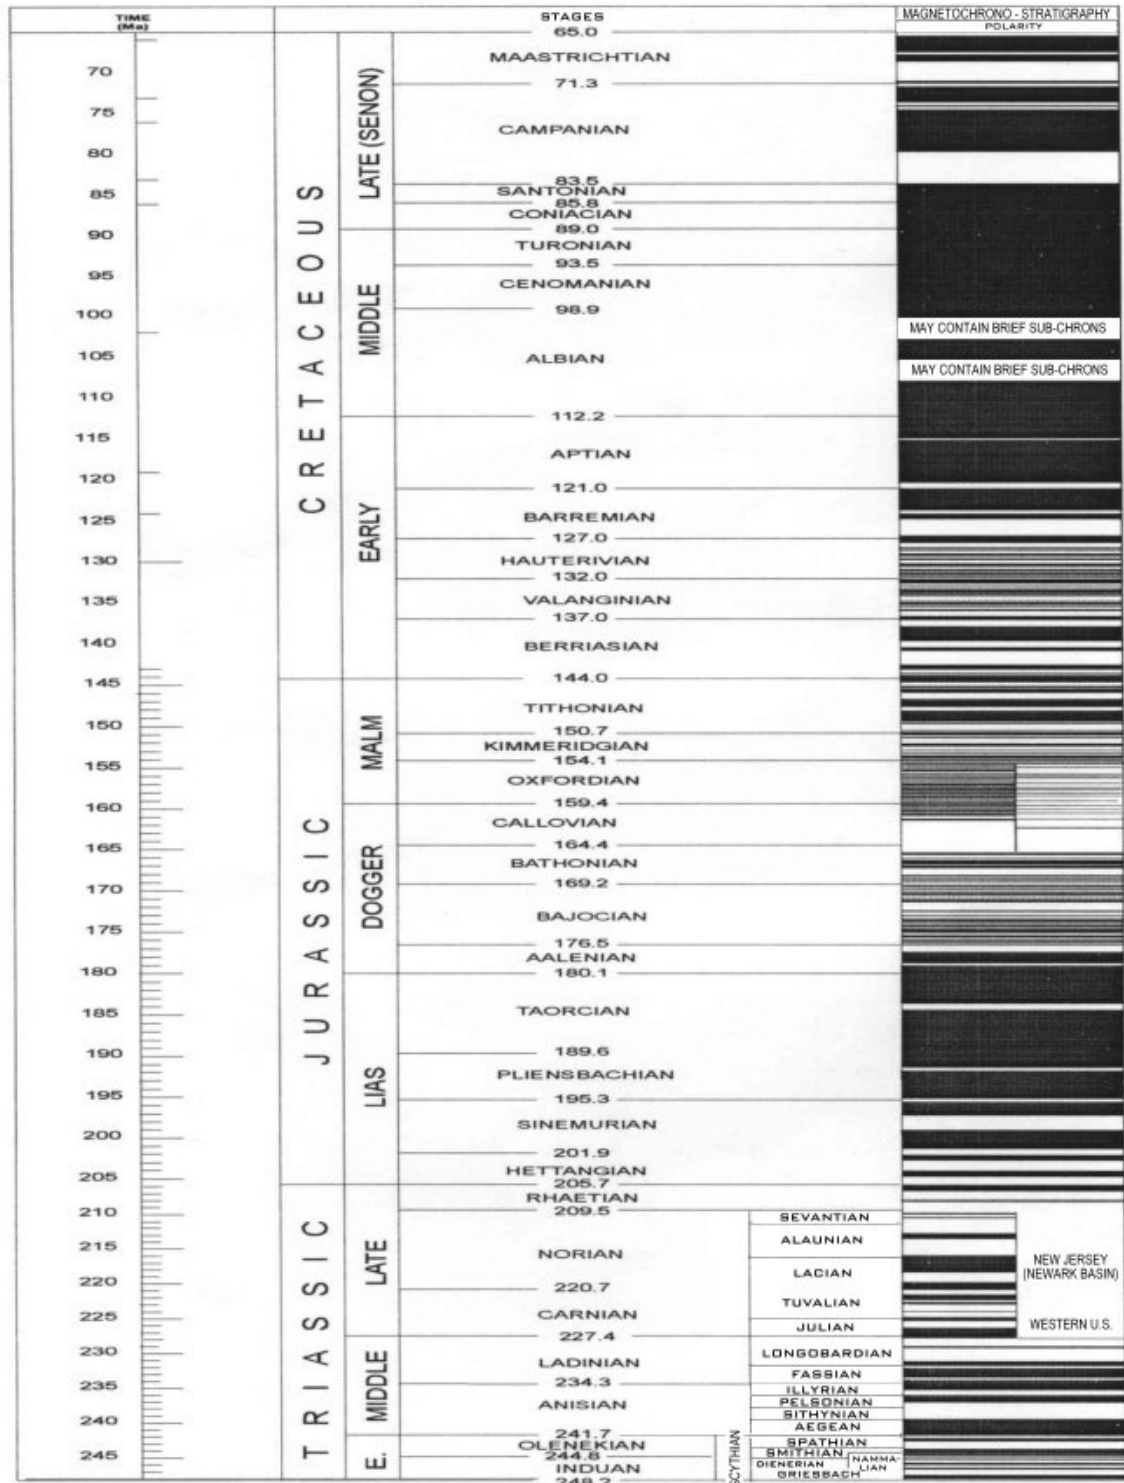 TIME
(Ma)
STAGES
MAGNETOCHRONO - STRATIGRAPHY
POLARITY
65.0
MAASTRICHTIAN
70
71.3
75
CAMPANIAN
80
83.5
SANTONIAN
85
85.8
CONIACIAN
89.0
90
TURONIAN
93.5
95
CENOMANIAN
98.9
100
MAY CONTAIN BRIEF SUB-CHRONS
105
ALBIAN
MAY CONTAIN BRIEF SUB-CHRONS
110
112.2
115
APTIAN
120
121.0
125
BARREMIAN
127.0
130
HAUTERIVIAN
132.0
135
VALANGINIAN
137.0
140
BERRIASIAN
144.0
145
TITHONIAN
150
150.7
KIMMERIDGIAN
154.1
155
OXFORDIAN
159.4
160
CALLOVIAN
164.4
165
BATHONIAN
169.2
170
BAJOCIAN
175
176.5
AALENIAN
180
180.1
185
TAORCIAN
189.6
190
PLIENSBACHIAN
195
195.3
SINEMURIAN
200
201.9
HETTANGIAN
205
205.7
RHAETIAN
209.5
210
SEVANTIAN
ALAUNIAN
215
NORIAN
LACIAN
NEW JERSEY
(NEWARK BASIN)
220
220.7
TUVALIAN
225
CARNIAN
JULIAN
WESTERN U.S.
227.4
230
LONGOBARDIAN
LADINIAN
FASSIAN
234.3
235
ILLYRIAN
ANISIAN
PELSONIAN
SITHYNIAN
240
AEGEAN
241.7
OLENEKIAN
SPATHIAN
244.8
245
SMITHIAN
NAMMA-
LIAN
DIENERIAN
INDUAN
GRIESBACH
248.2
SCYTHIAN
CRETACEOUS
LATE (SENON)
MIDDLE
EARLY
JURASSIC
MALM
DOGGER
LIAS
TRIASSIC
LATE
MIDDLE
E.